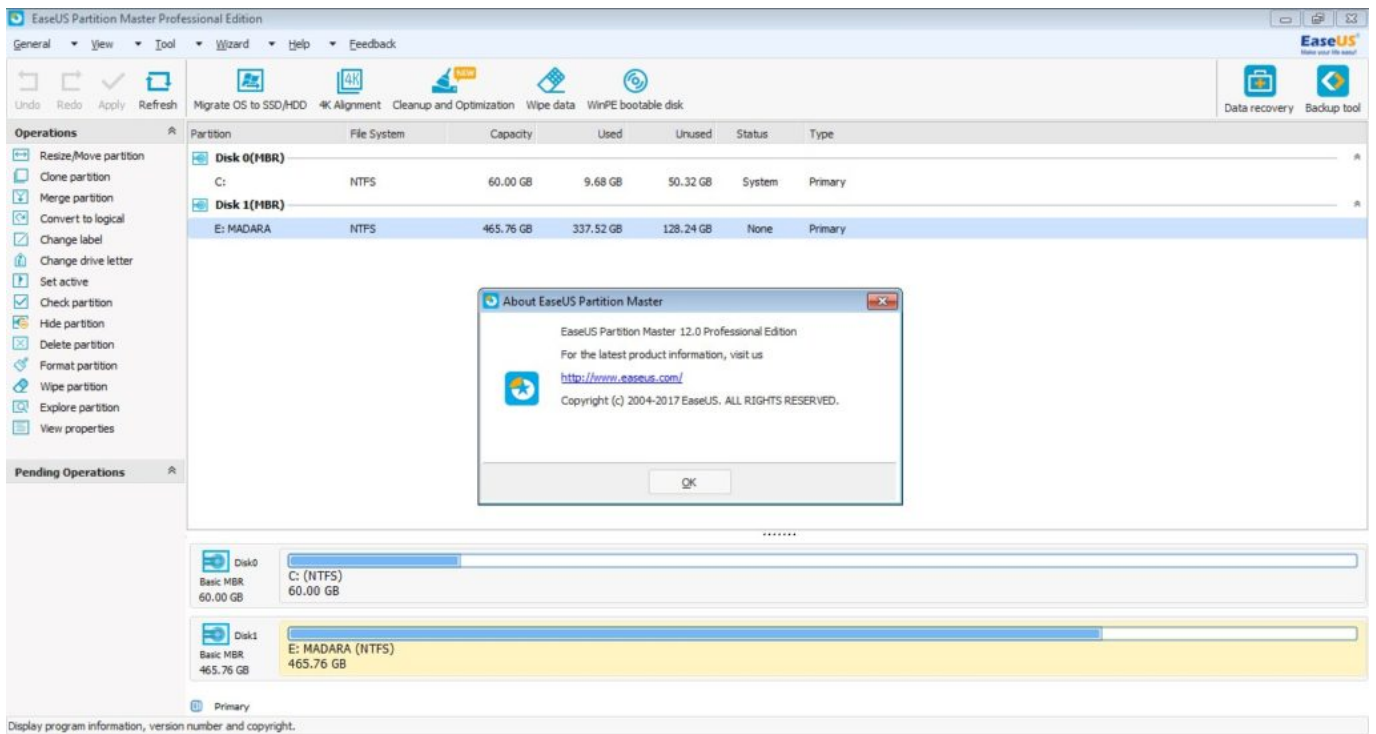 EaseUS Partition Master Professional Edition
General View Tool Wizard Help Feedback
EaseUS
Make your life easy!
Undo Redo Apply Refresh Migrate OS to SSD/HDD 4K Alignment Cleanup and Optimization Wipe data WinPE bootable disk Data recovery Backup tool
4K
NEW
Operations
Resize/Move partition
Clone partition
Merge partition
Convert to logical
Change label
Change drive letter
Set active
Check partition
Hide partition
Delete partition
Format partition
Wipe partition
Explore partition
View properties
Pending Operations
Partition File System Capacity Used Unused Status Type
Disk 0(MBR)
C: NTFS 60.00 GB 9.68 GB 50.32 GB System Primary
Disk 1(MBR)
E: MADARA NTFS 465.76 GB 337.52 GB 128.24 GB None Primary
About EaseUS Partition Master
EaseUS Partition Master 12.0 Professional Edition
For the latest product information, visit us
http://www.easeus.com/
Copyright (c) 2004-2017 EaseUS. ALL RIGHTS RESERVED.
OK
Disk0
Basic MBR
60.00 GB
C: (NTFS)
60.00 GB
Disk1
Basic MBR
465.76 GB
E: MADARA (NTFS)
465.76 GB
Primary
Display program information, version number and copyright.